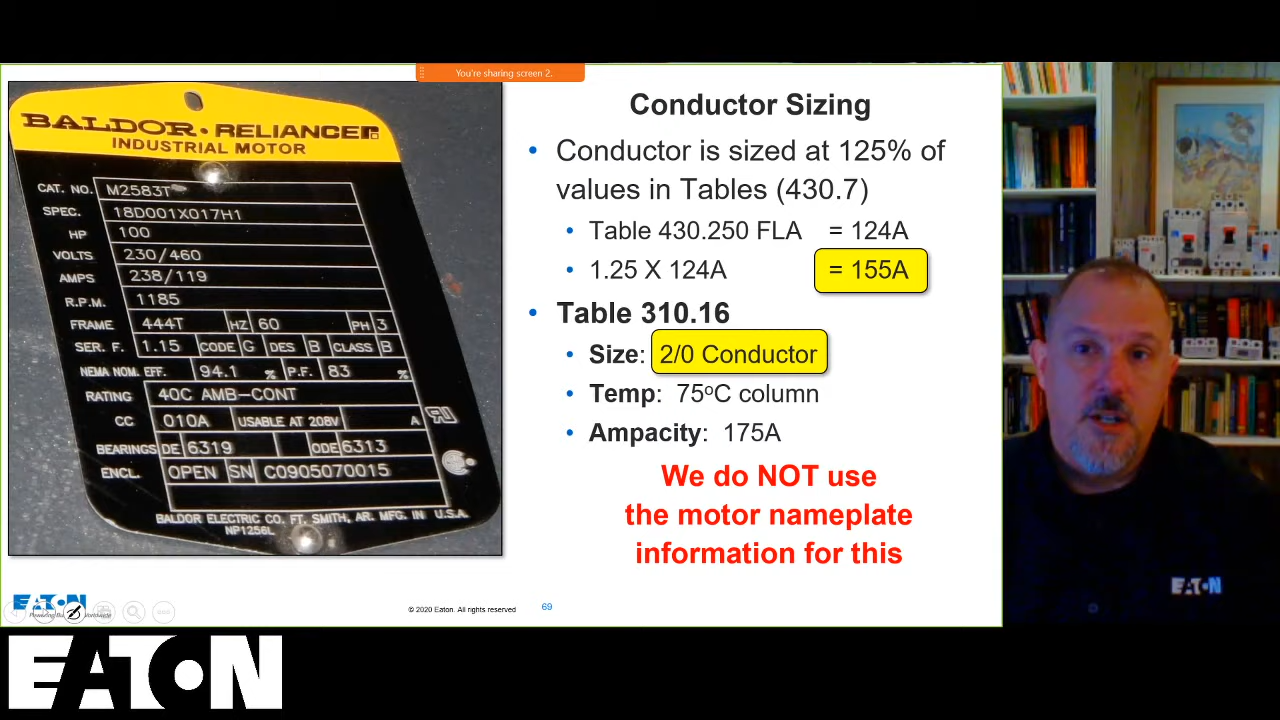 You're sharing screen 2.
BALDOR • RELIANCER
INDUSTRIAL MOTOR
CAT. NO. M2583T
SPEC. 18D001X017H1
HP 100
VOLTS 230/460
AMPS 238/119
R.P.M. 1185
FRAME 444T HZ 60 PH 3
SER. F. 1.15 CODE G DES B CLASS B
NEMA NOM. EFF. 94.1 % P.F. 83 %
RATING 40C AMB-CONT
CC 010A USABLE AT 208V A
BEARINGS DE 6319 ODE 6313
ENCL. OPEN SN C0905070015
BALDOR ELECTRIC CO. FT. SMITH, AR. MFG. IN U.S.A.
NP1256L
Conductor Sizing
• Conductor is sized at 125% of
values in Tables (430.7)
• Table 430.250 FLA = 124A
• 1.25 X 124A = 155A
• Table 310.16
• Size: 2/0 Conductor
• Temp: 75ºC column
• Ampacity: 175A
We do NOT use
the motor nameplate
information for this
EATON
© 2020 Eaton. All rights reserved 69
EATON
EATON